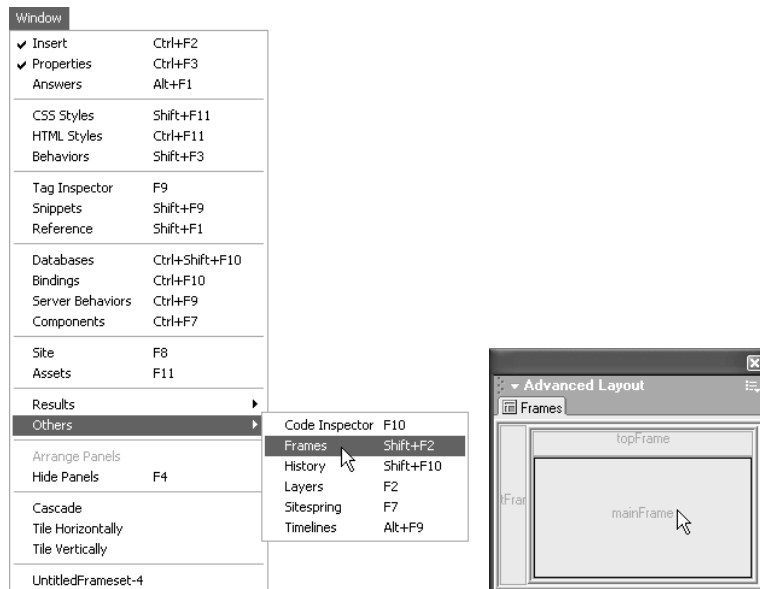 Window
Insert Ctrl+F2
Properties Ctrl+F3
Answers Alt+F1
CSS Styles Shift+F11
HTML Styles Ctrl+F11
Behaviors Shift+F3
Tag Inspector F9
Snippets Shift+F9
Reference Shift+F1
Databases Ctrl+Shift+F10
Bindings Ctrl+F10
Server Behaviors Ctrl+F9
Components Ctrl+F7
Site F8
Assets F11
Results
Others
Arrange Panels
Hide Panels F4
Cascade
Tile Horizontally
Tile Vertically
UntitledFrameset-4
Code Inspector F10
Frames Shift+F2
History Shift+F10
Layers F2
Sitespring F7
Timelines Alt+F9
Advanced Layout
Frames
topFrame
tFrar
mainFrame